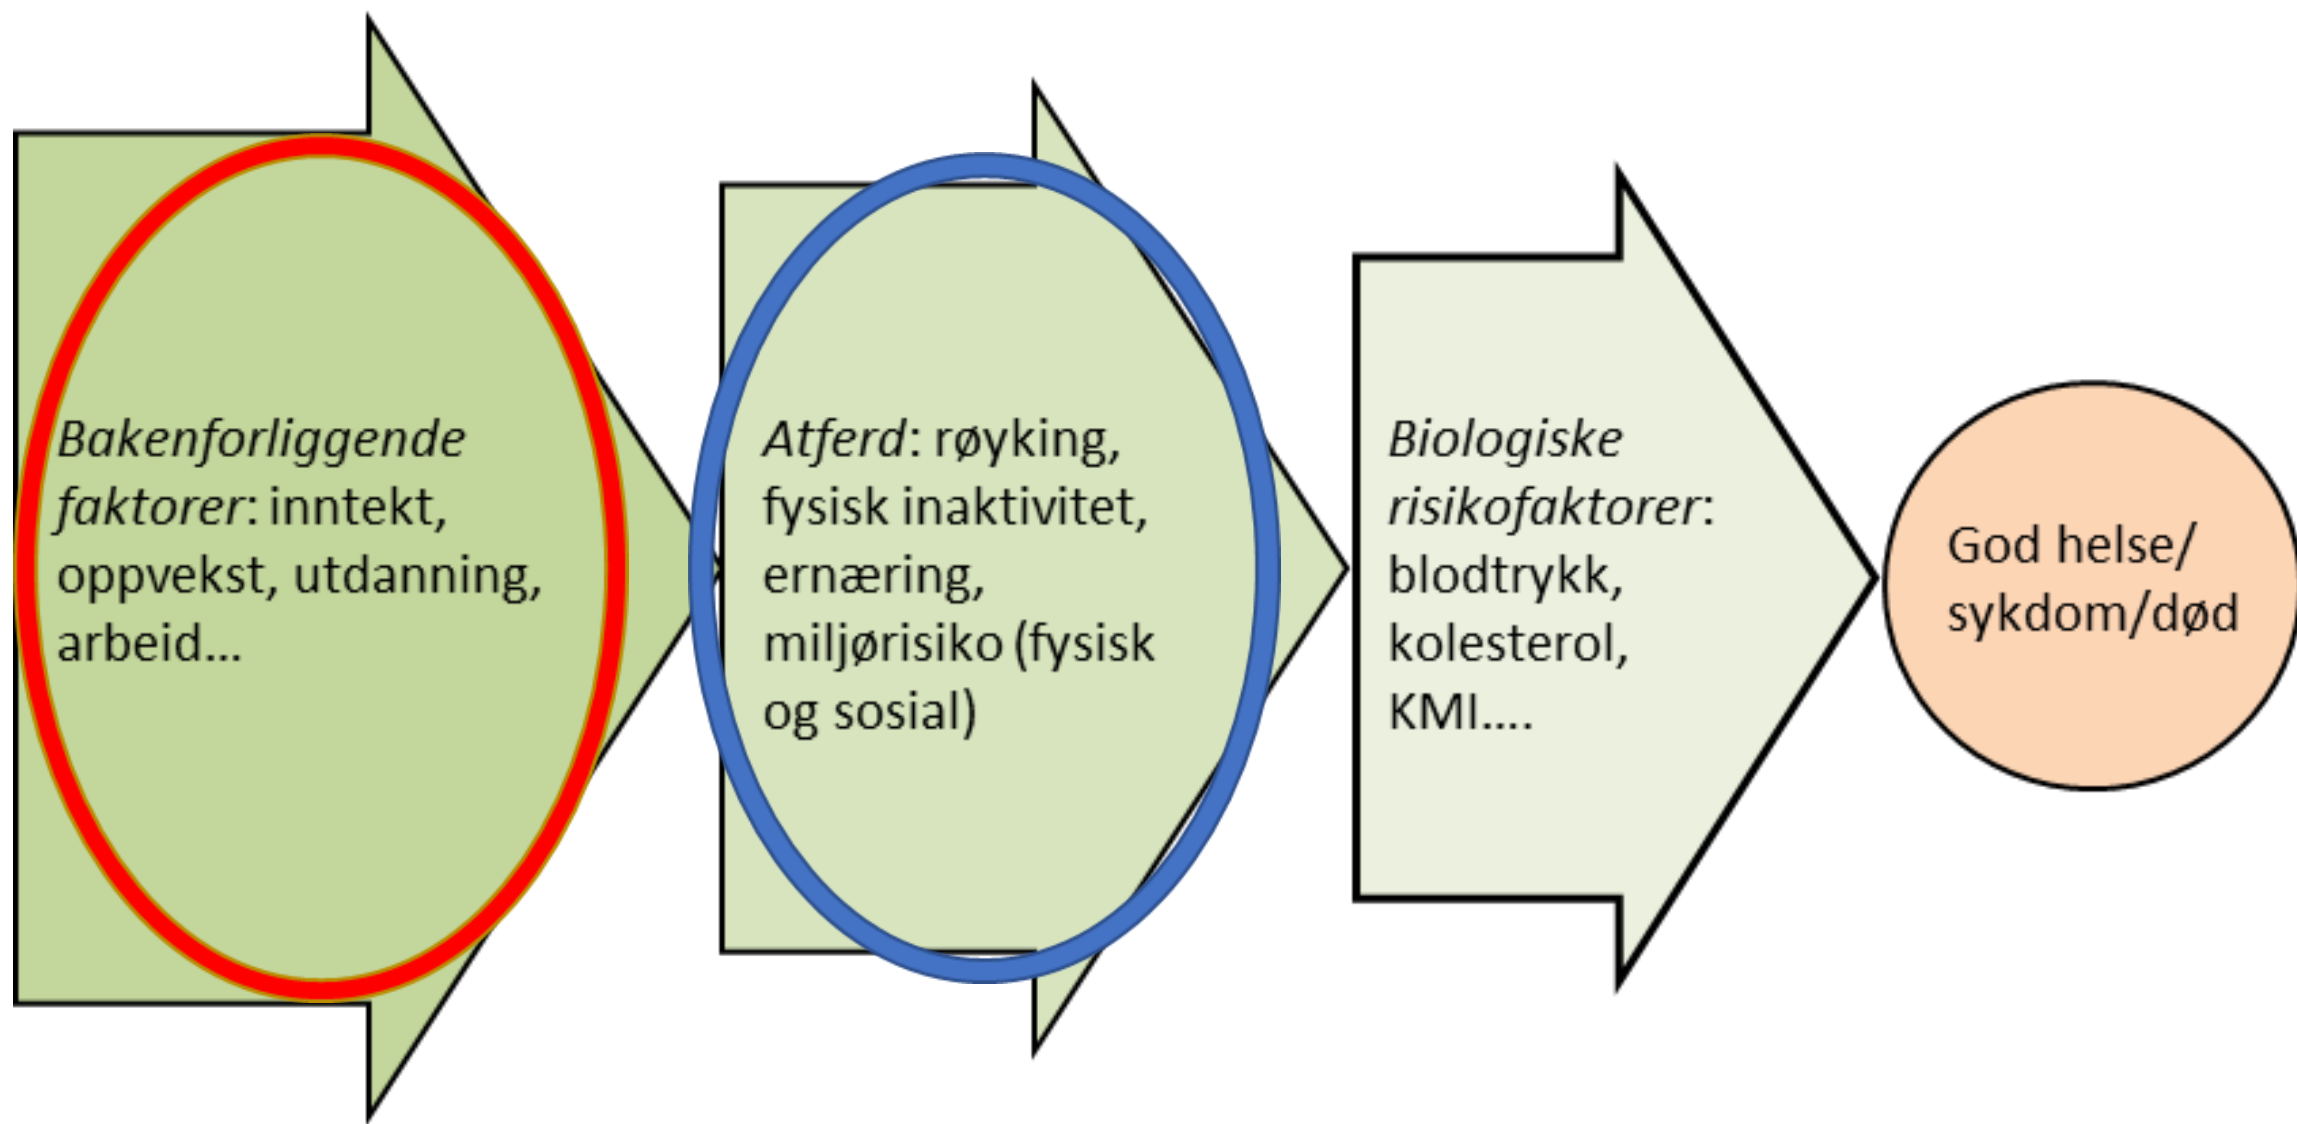 Bakenforliggende
faktorer: inntekt,
oppvekst, utdanning,
arbeid…
Atferd: røyking,
fysisk inaktivitet,
ernæring,
miljørisiko (fysisk
og sosial)
Biologiske
risikofaktorer:
blodtrykk,
kolesterol,
KMI….
God helse/
sykdom/død